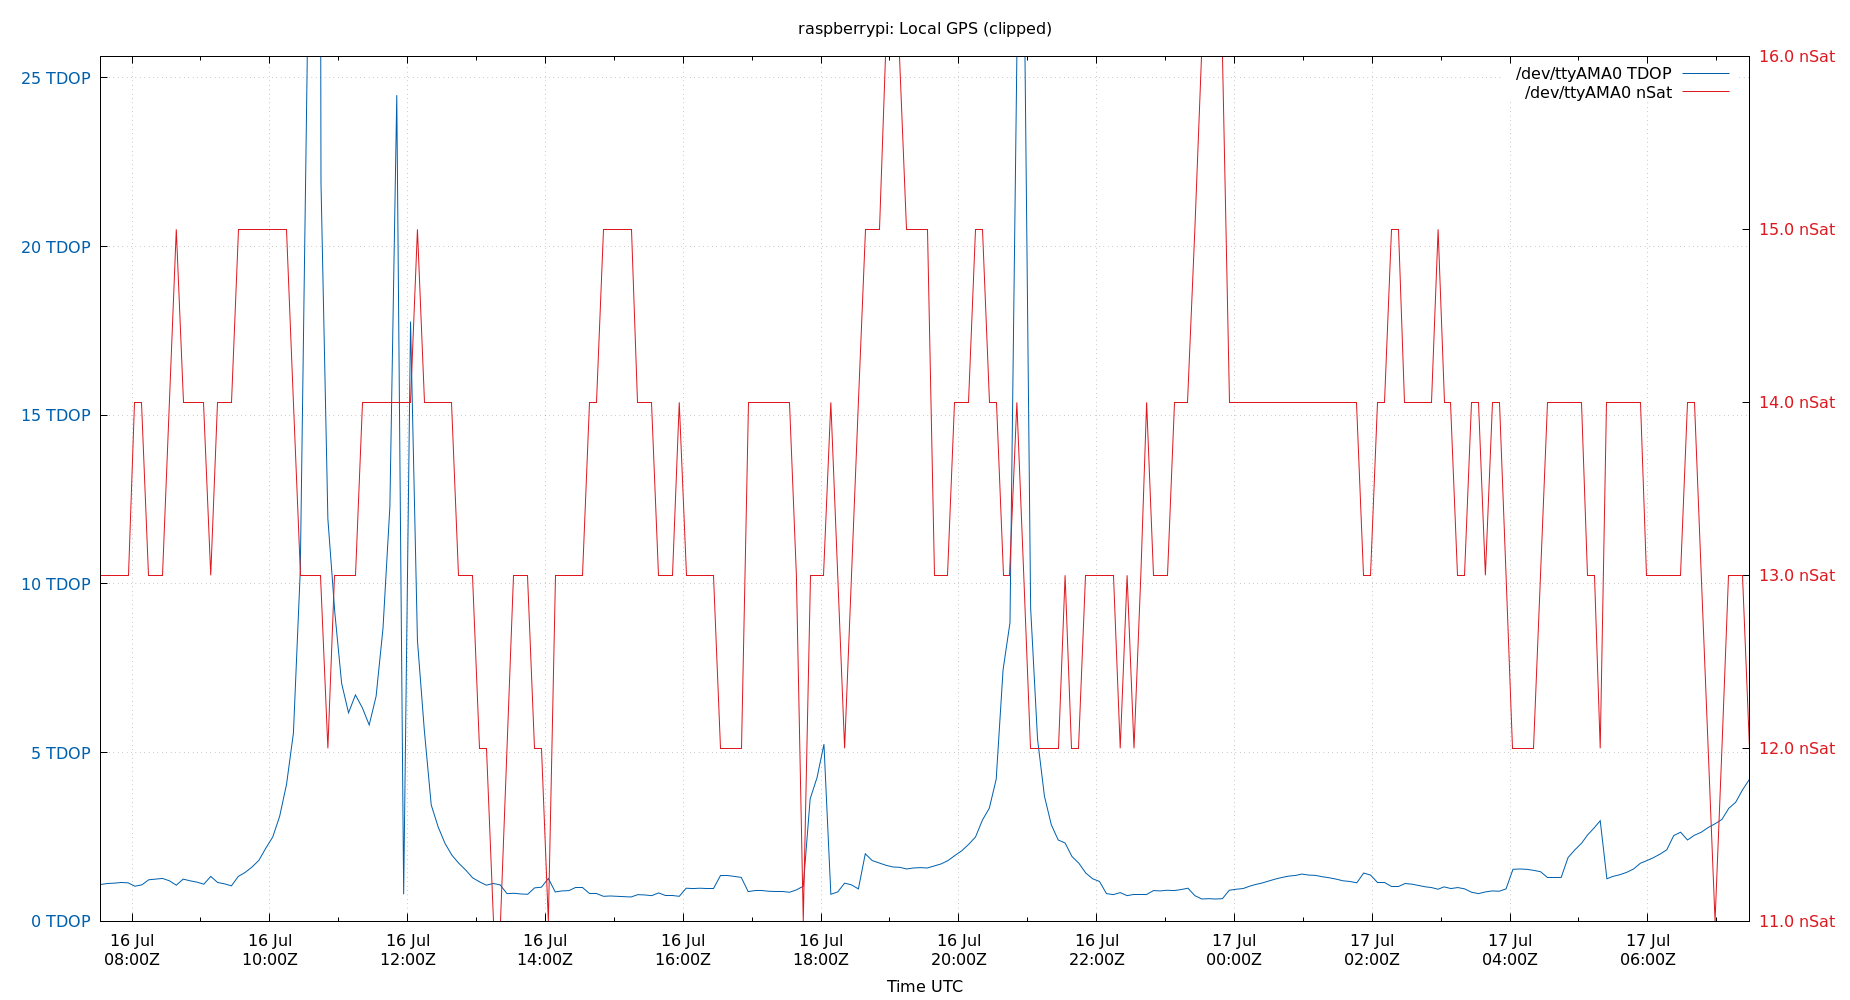 raspberrypi: Local GPS (clipped)
25 TDOP
20 TDOP
15 TDOP
10 TDOP
5 TDOP
0 TDOP
16.0 nSat
15.0 nSat
14.0 nSat
13.0 nSat
12.0 nSat
11.0 nSat
/dev/ttyAMA0 TDOP
/dev/ttyAMA0 nSat
16 Jul 16 Jul 16 Jul 16 Jul 16 Jul 16 Jul 16 Jul 16 Jul 17 Jul 17 Jul 17 Jul 17 Jul
08:00Z 10:00Z 12:00Z 14:00Z 16:00Z 18:00Z 20:00Z 22:00Z 00:00Z 02:00Z 04:00Z 06:00Z
Time UTC